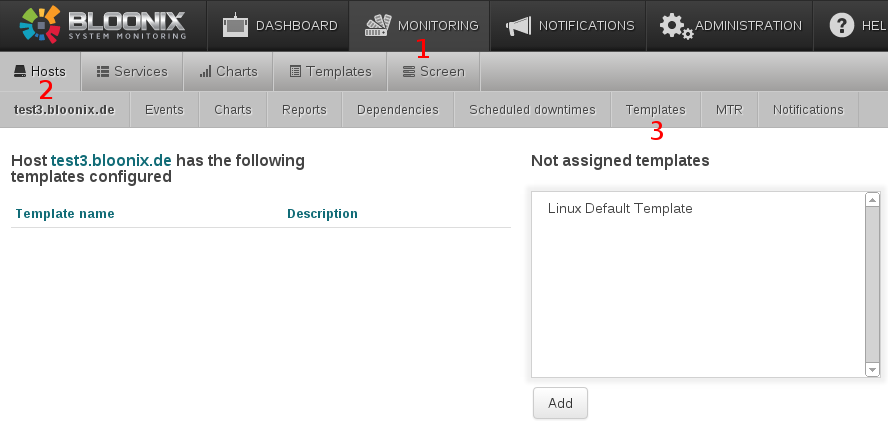 BLOONIX DASHBOARD MONITORING NOTIFICATIONS ADMINISTRATION ? HEL
SYSTEM MONITORING
1
Hosts Services Charts Templates Screen
2
test3.bloonix.de Events Charts Reports Dependencies Scheduled downtimes Templates MTR Notifications
3
Host test3.bloonix.de has the following
templates configured
Not assigned templates
Template name Description
Linux Default Template
Add